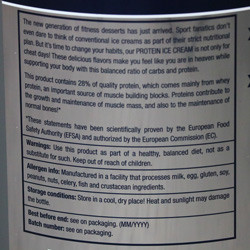 The new generation of fitness desserts has just arrived. Sport fanatics don't
even dare to think of conventional ice creams as part of their strict nutritional
plan. But it's time to change your habits, our PROTEIN ICE CREAM is not only for
cheat days! These delicious flavors make you feel like you are in heaven while
supporting your body with this balanced ratio of carbs and protein.
This product contains 28% of quality protein, which comes mainly from whey
protein, an important source of muscle building blocks. Proteins contribute to
the growth and maintenance of muscle mass, and also to the maintenance of
normal bones!*
*These statements have been scientifically proven by the European Food
Safety Authority (EFSA) and authorized by the European Commission (EC).
Warnings: Use this product as part of a healthy, balanced diet, not as a
substitute for such. Keep out of reach of children.
Allergen info: Manufactured in a facility that processes milk, egg, gluten, soy,
peanuts, nuts, celery, fish and crustacean ingredients.
Storage conditions: Store in a cool, dry place! Heat and sunlight may damage
the bottle.
Best before end: see on packaging. (MM/YYYY)
Batch number: see on packaging.